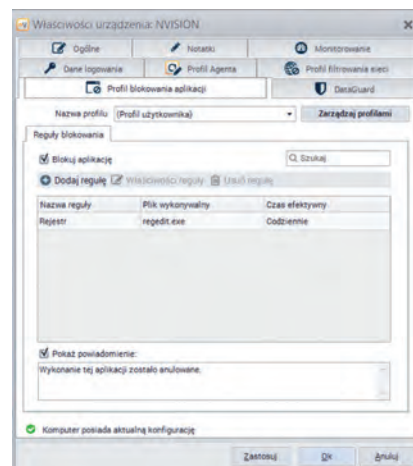 Właściwości urządzenia: NVISION
Ogólne Notatki Monitorowanie
Dane logowania Profil Agenta Profil filtrowania sieci
Profil blokowania aplikacji DataGuard
Nazwa profilu (Profil użytkownika) Zarządzaj profilami
Reguły blokowania
Blokuj aplikację Szukaj
Dodaj regułę Właściwości reguły Usuń regułę
Nazwa reguły Plik wykonywalny Czas efektywny
Rejestr regedit.exe Codziennie
Pokaż powiadomienie:
Wykonanie tej aplikacji zostało anulowane.
Komputer posiada aktualną konfigurację
Zastosuj Ok Anuluj